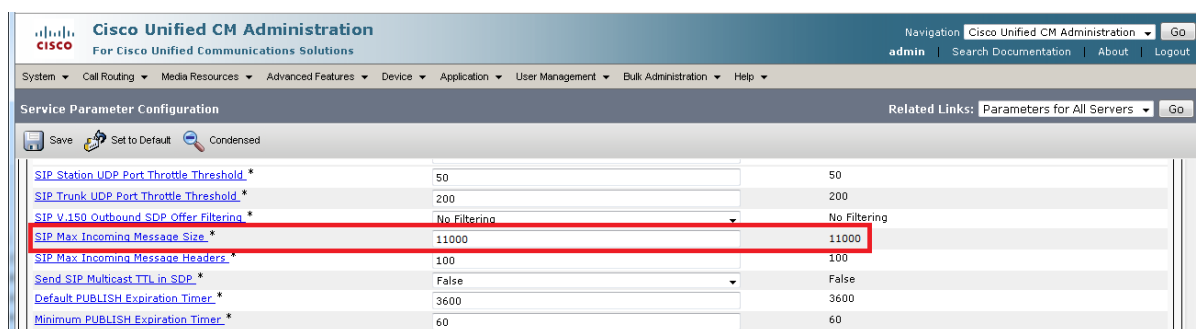 Cisco Unified CM Administration
CISCO
For Cisco Unified Communications Solutions
Navigation Cisco Unified CM Administration Go
admin | Search Documentation | About | Logout
System Call Routing Media Resources Advanced Features Device Application User Management Bulk Administration Help
Service Parameter Configuration
Related Links: Parameters for All Servers Go
Save Set to Default Condensed
SIP Station UDP Port Throttle Threshold * 50 50
SIP Trunk UDP Port Throttle Threshold * 200 200
SIP V.150 Outbound SDP Offer Filtering * No Filtering No Filtering
SIP Max Incoming Message Size * 11000 11000
SIP Max Incoming Message Headers * 100 100
Send SIP Multicast TTL in SDP * False False
Default PUBLISH Expiration Timer * 3600 3600
Minimum PUBLISH Expiration Timer * 60 60